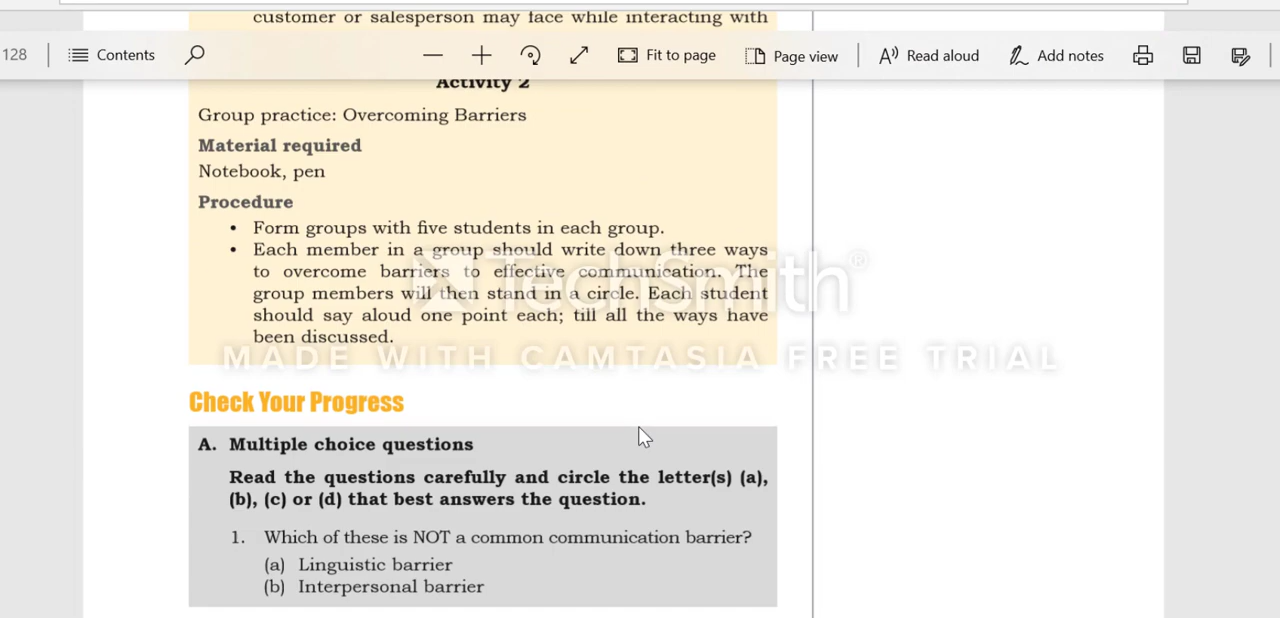 customer or salesperson may face while interacting with
128
Contents
Fit to page
Page view
Read aloud
Add notes
Activity 2
Group practice: Overcoming Barriers
Material required
Notebook, pen
Procedure
• Form groups with five students in each group.
• Each member in a group should write down three ways
to overcome barriers to effective communication. The
group members will then stand in a circle. Each student
should say aloud one point each; till all the ways have
been discussed.
TechSmith®
MADE WITH CAMTASIA FREE TRIAL
Check Your Progress
A. Multiple choice questions
Read the questions carefully and circle the letter(s) (a),
(b), (c) or (d) that best answers the question.
1. Which of these is NOT a common communication barrier?
(a) Linguistic barrier
(b) Interpersonal barrier